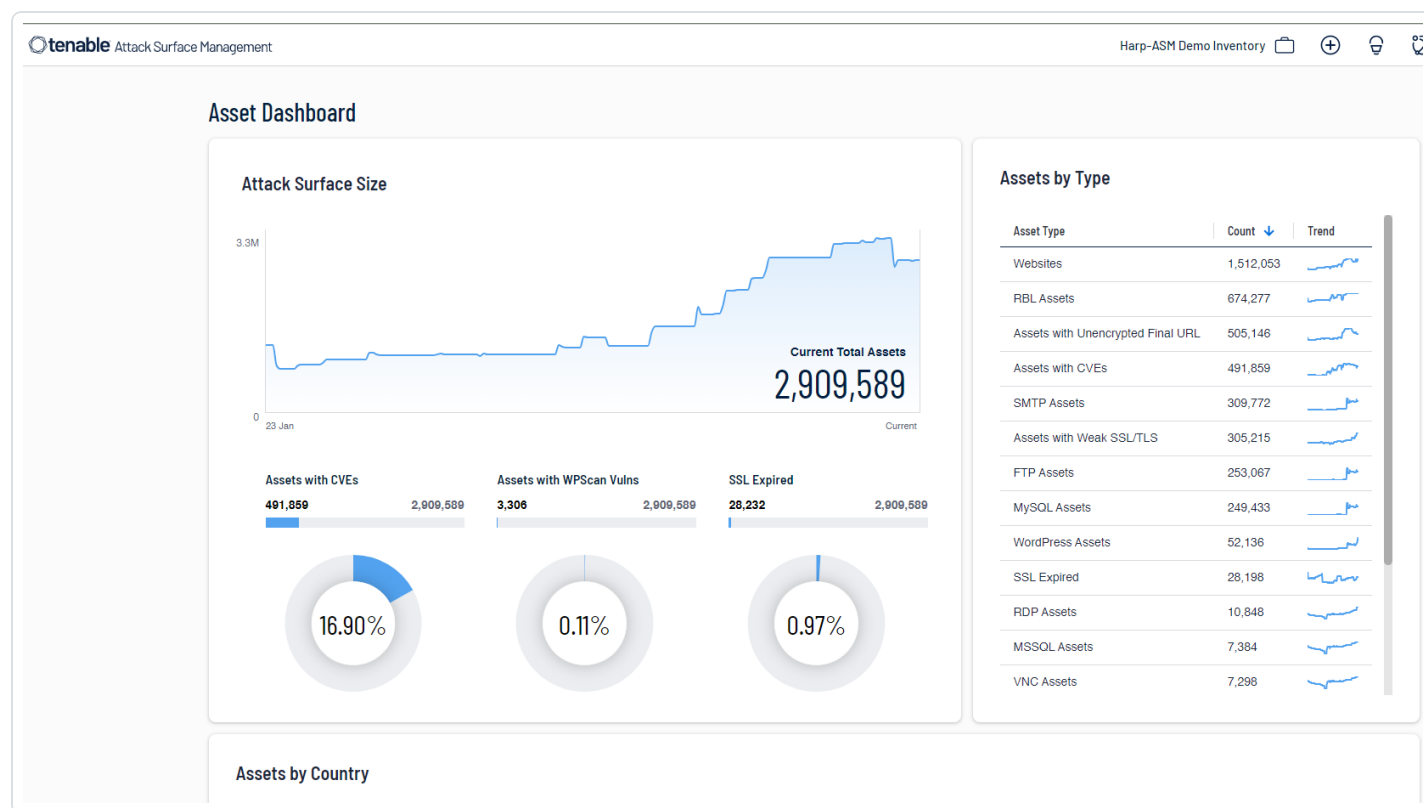 tenable Attack Surface Management
Harp-ASM Demo Inventory
Asset Dashboard
Attack Surface Size
3.3M
Current Total Assets
2,909,589
0
23 Jan
Current
Assets with CVEs
491,859 2,909,589
16.90%
Assets with WPScan Vulns
3,306 2,909,589
0.11%
SSL Expired
28,232 2,909,589
0.97%
Assets by Type
Asset Type Count Trend
Websites 1,512,053
RBL Assets 674,277
Assets with Unencrypted Final URL 505,146
Assets with CVEs 491,859
SMTP Assets 309,772
Assets with Weak SSL/TLS 305,215
FTP Assets 253,067
MySQL Assets 249,433
WordPress Assets 52,136
SSL Expired 28,198
RDP Assets 10,848
MSSQL Assets 7,384
VNC Assets 7,298
Assets by Country